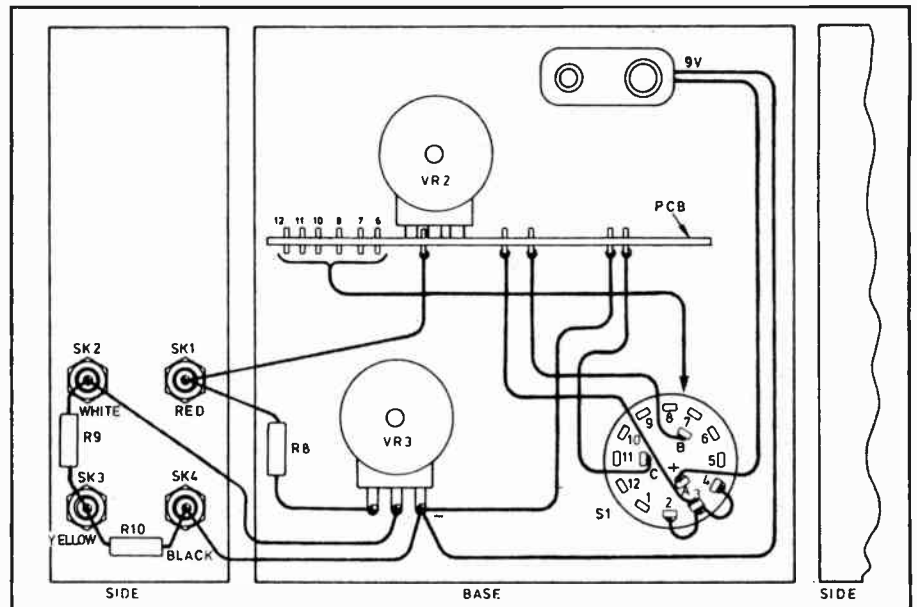 9V
VR2
PCB
12 11 10 8 7 6
SK2
SK1
WHITE
RED
R9
R8
VR3
SK3
SK4
YELLOW
R10
BLACK
9
8
7
10
6
B
11
C
+
5
12
A
4
1
2
3
S1
−
SIDE
BASE
SIDE